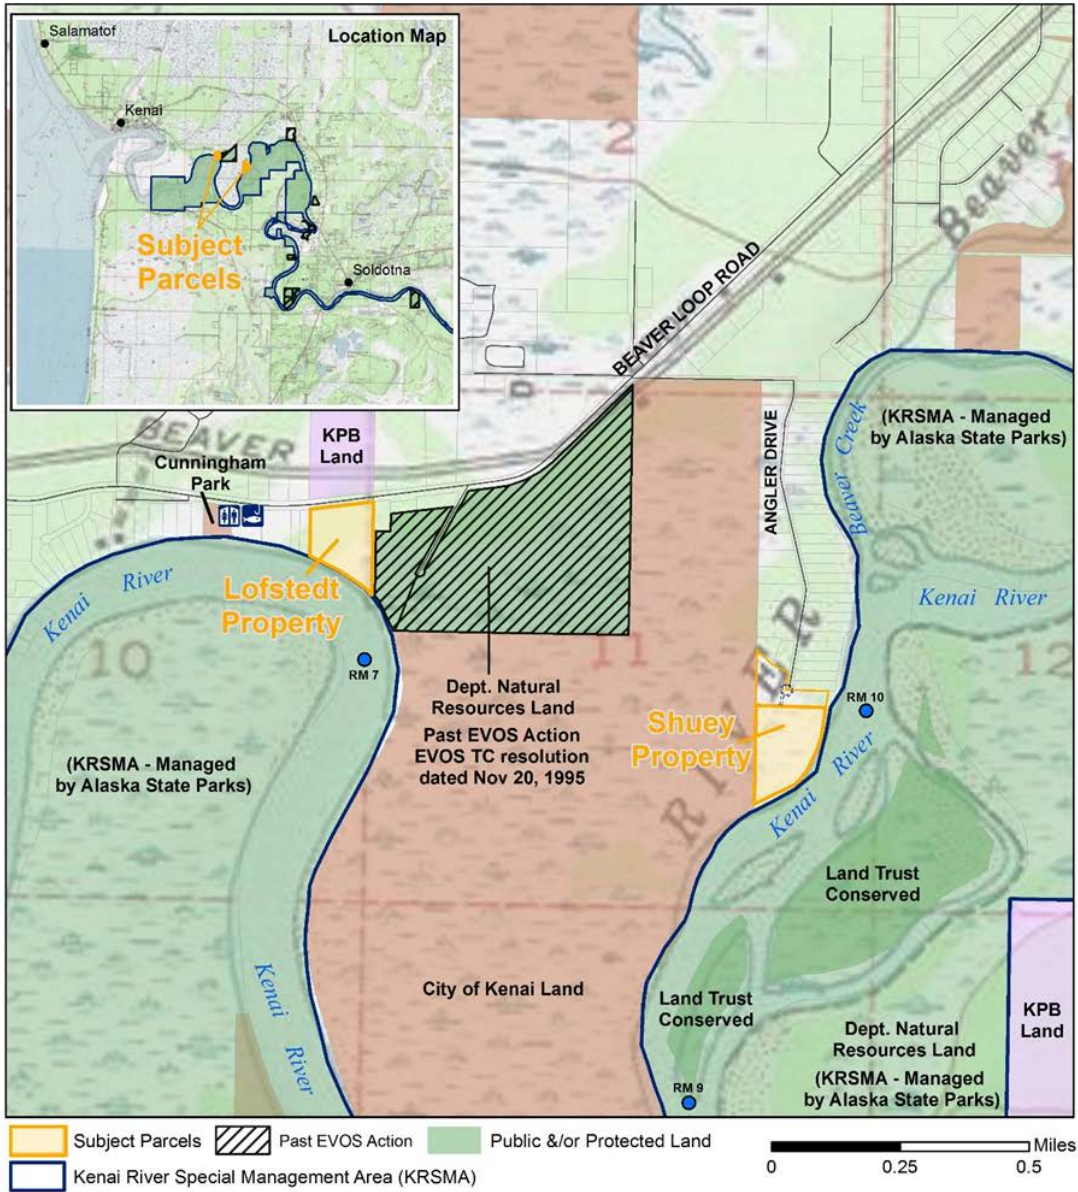 Salamatof
Location Map
Kenai
Subject
Parcels
Soldotna
2
Beaver
BEAVER LOOP ROAD
BEAVER
KPB
Land
Cunningham
Park
ANGLER DRIVE
Beaver Creek
(KRSMA - Managed
by Alaska State Parks)
Kenai River
Kenai River
Lofstedt
Property
10
11
12
RM 7
RM 10
Dept. Natural
Resources Land
Past EVOS Action
EVOS TC resolution
dated Nov 20, 1995
Shuey
Property
RIVER
Kenai River
(KRSMA - Managed
by Alaska State Parks)
Land Trust
Conserved
Kenai River
City of Kenai Land
Land Trust
Conserved
KPB
Land
Dept. Natural
Resources Land
(KRSMA - Managed
by Alaska State Parks)
RM 9
Subject Parcels
Past EVOS Action
Public &/or Protected Land
Kenai River Special Management Area (KRSMA)
Miles
0 0.25 0.5